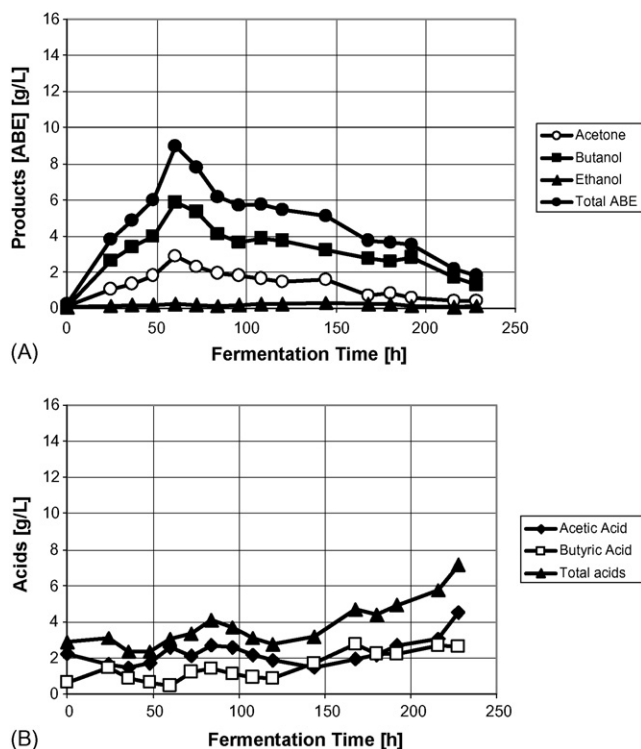 16
14
12
10
8
6
4
2
0
Products [ABE] [g/L]
0 50 100 150 200 250
Fermentation Time [h]
(A)
Acetone
Butanol
Ethanol
Total ABE
16
14
12
10
8
6
4
2
0
Acids [g/L]
0 50 100 150 200 250
Fermentation Time [h]
(B)
Acetic Acid
Butyric Acid
Total acids